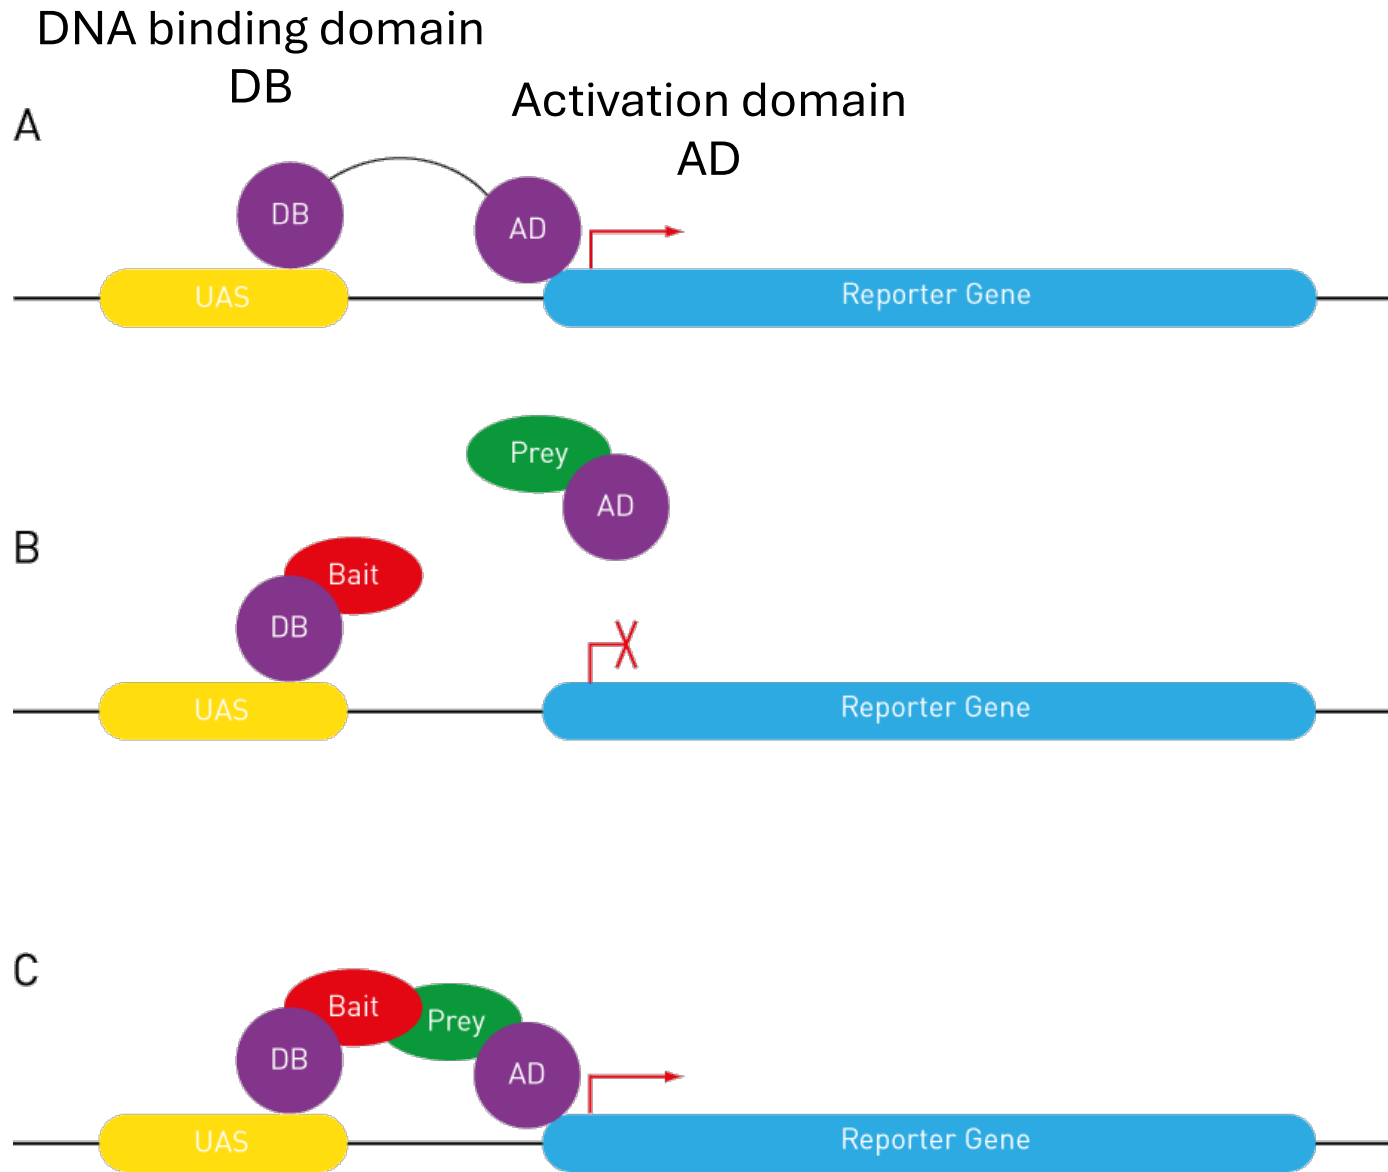 DNA binding domain
DB
Activation domain
AD
A
DB
AD
UAS
Reporter Gene
Prey
AD
B
Bait
DB
UAS
Reporter Gene
C
Bait
Prey
DB
AD
UAS
Reporter Gene